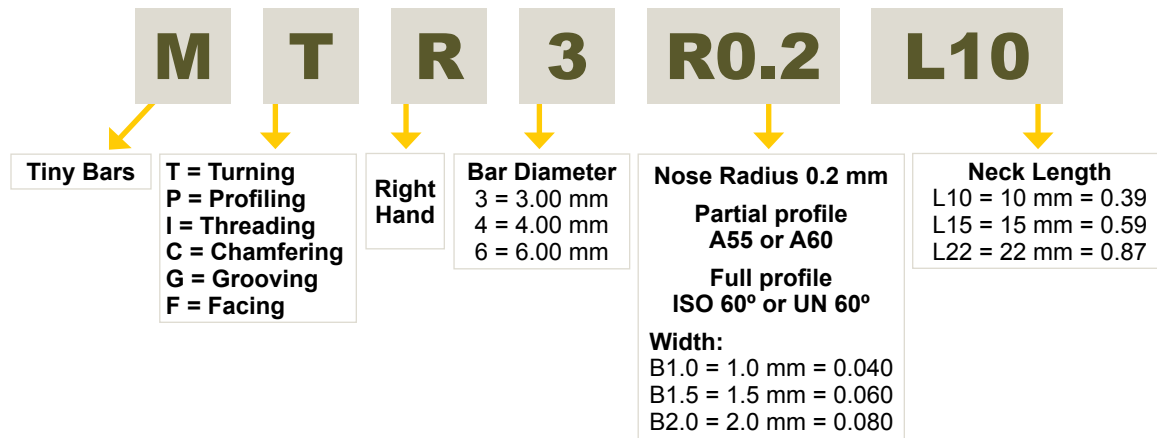 M T R 3 R0.2 L10
Tiny Bars
T = Turning
P = Profiling
I = Threading
C = Chamfering
G = Grooving
F = Facing
Right
Hand
Bar Diameter
3 = 3.00 mm
4 = 4.00 mm
6 = 6.00 mm
Nose Radius 0.2 mm
Partial profile
A55 or A60
Full profile
ISO 60º or UN 60º
Width:
B1.0 = 1.0 mm = 0.040
B1.5 = 1.5 mm = 0.060
B2.0 = 2.0 mm = 0.080
Neck Length
L10 = 10 mm = 0.39
L15 = 15 mm = 0.59
L22 = 22 mm = 0.87